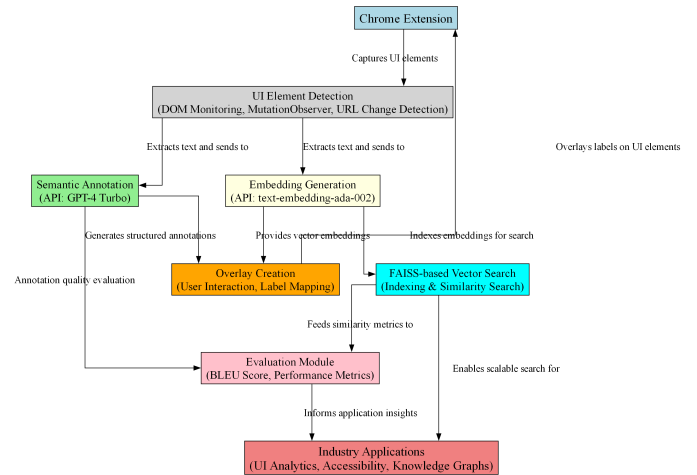 Chrome Extension
Captures UI elements
UI Element Detection
(DOM Monitoring, MutationObserver, URL Change Detection)
Extracts text and sends to
Extracts text and sends to
Overlays labels on UI elements
Semantic Annotation
(API: GPT-4 Turbo)
Embedding Generation
(API: text-embedding-ada-002)
Generates structured annotations
Provides vector embeddings
Indexes embeddings for search
Annotation quality evaluation
Overlay Creation
(User Interaction, Label Mapping)
FAISS-based Vector Search
(Indexing & Similarity Search)
Feeds similarity metrics to
Evaluation Module
(BLEU Score, Performance Metrics)
Enables scalable search for
Informs application insights
Industry Applications
(UI Analytics, Accessibility, Knowledge Graphs)